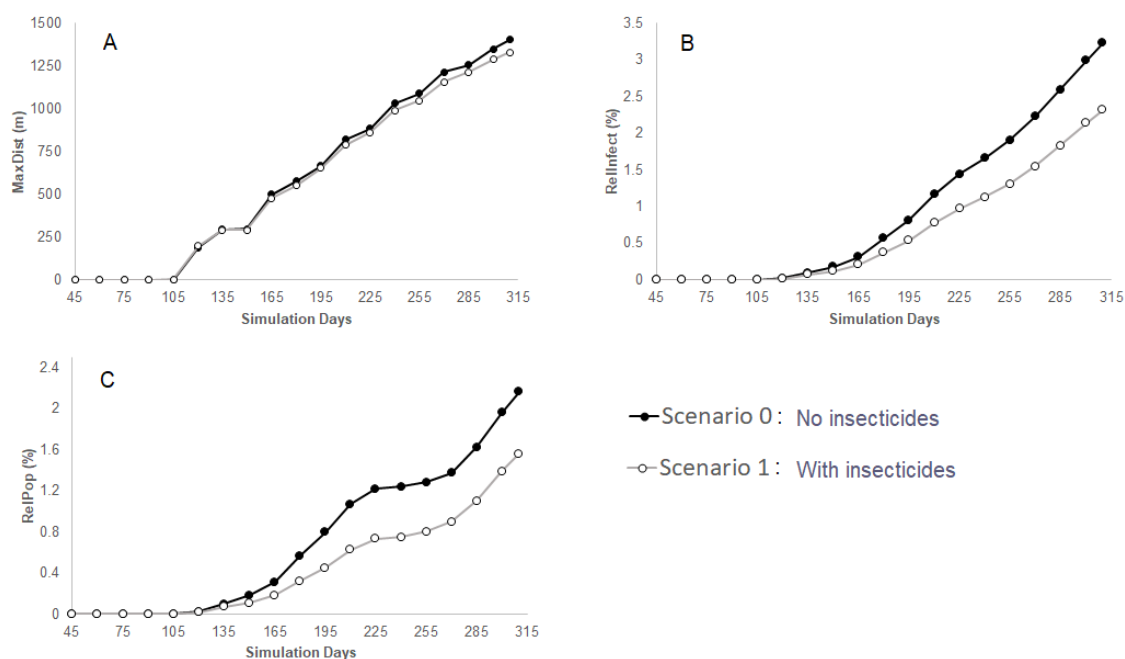 A
MaxDist (m)
1500
1250
1000
750
500
250
0
45 75 105 135 165 195 225 255 285 315
Simulation Days
B
RelInfect (%)
3.5
3
2.5
2
1.5
1
0.5
0
45 75 105 135 165 195 225 255 285 315
Simulation Days
C
RelPop (%)
2.4
2
1.6
1.2
0.8
0.4
0
45 75 105 135 165 195 225 255 285 315
Simulation Days
Scenario 0: No insecticides
Scenario 1: With insecticides